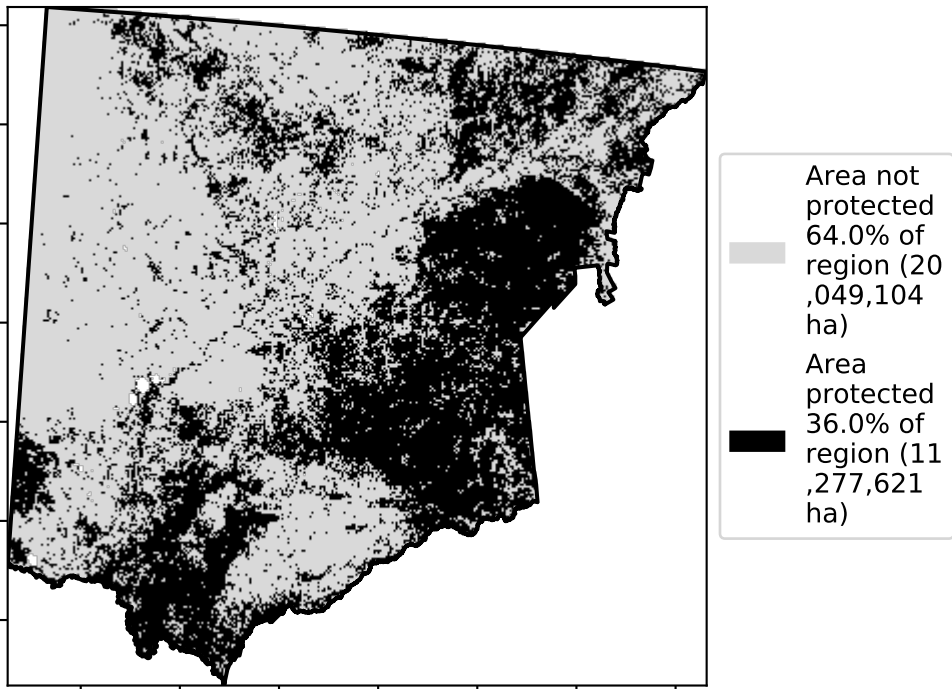 Area not
protected
64.0% of
region (20
,049,104
ha)
Area
protected
36.0% of
region (11
,277,621
ha)